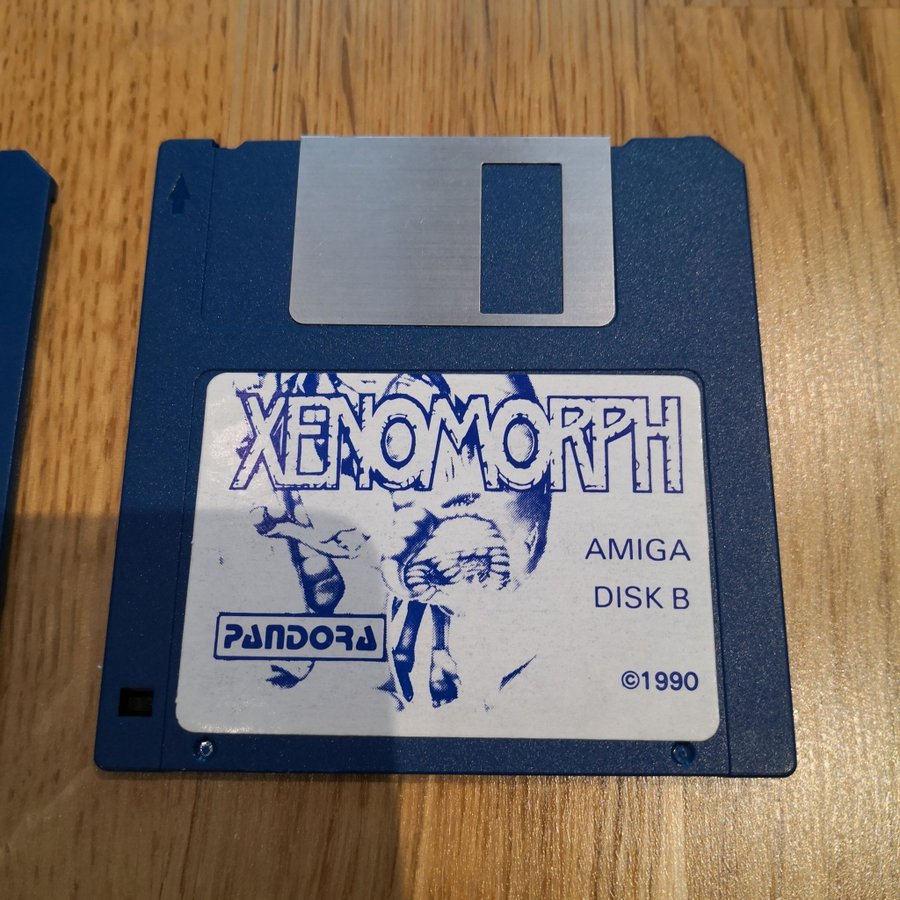 XENOMORPH
AMIGA
DISK B
PANDORA
©1990